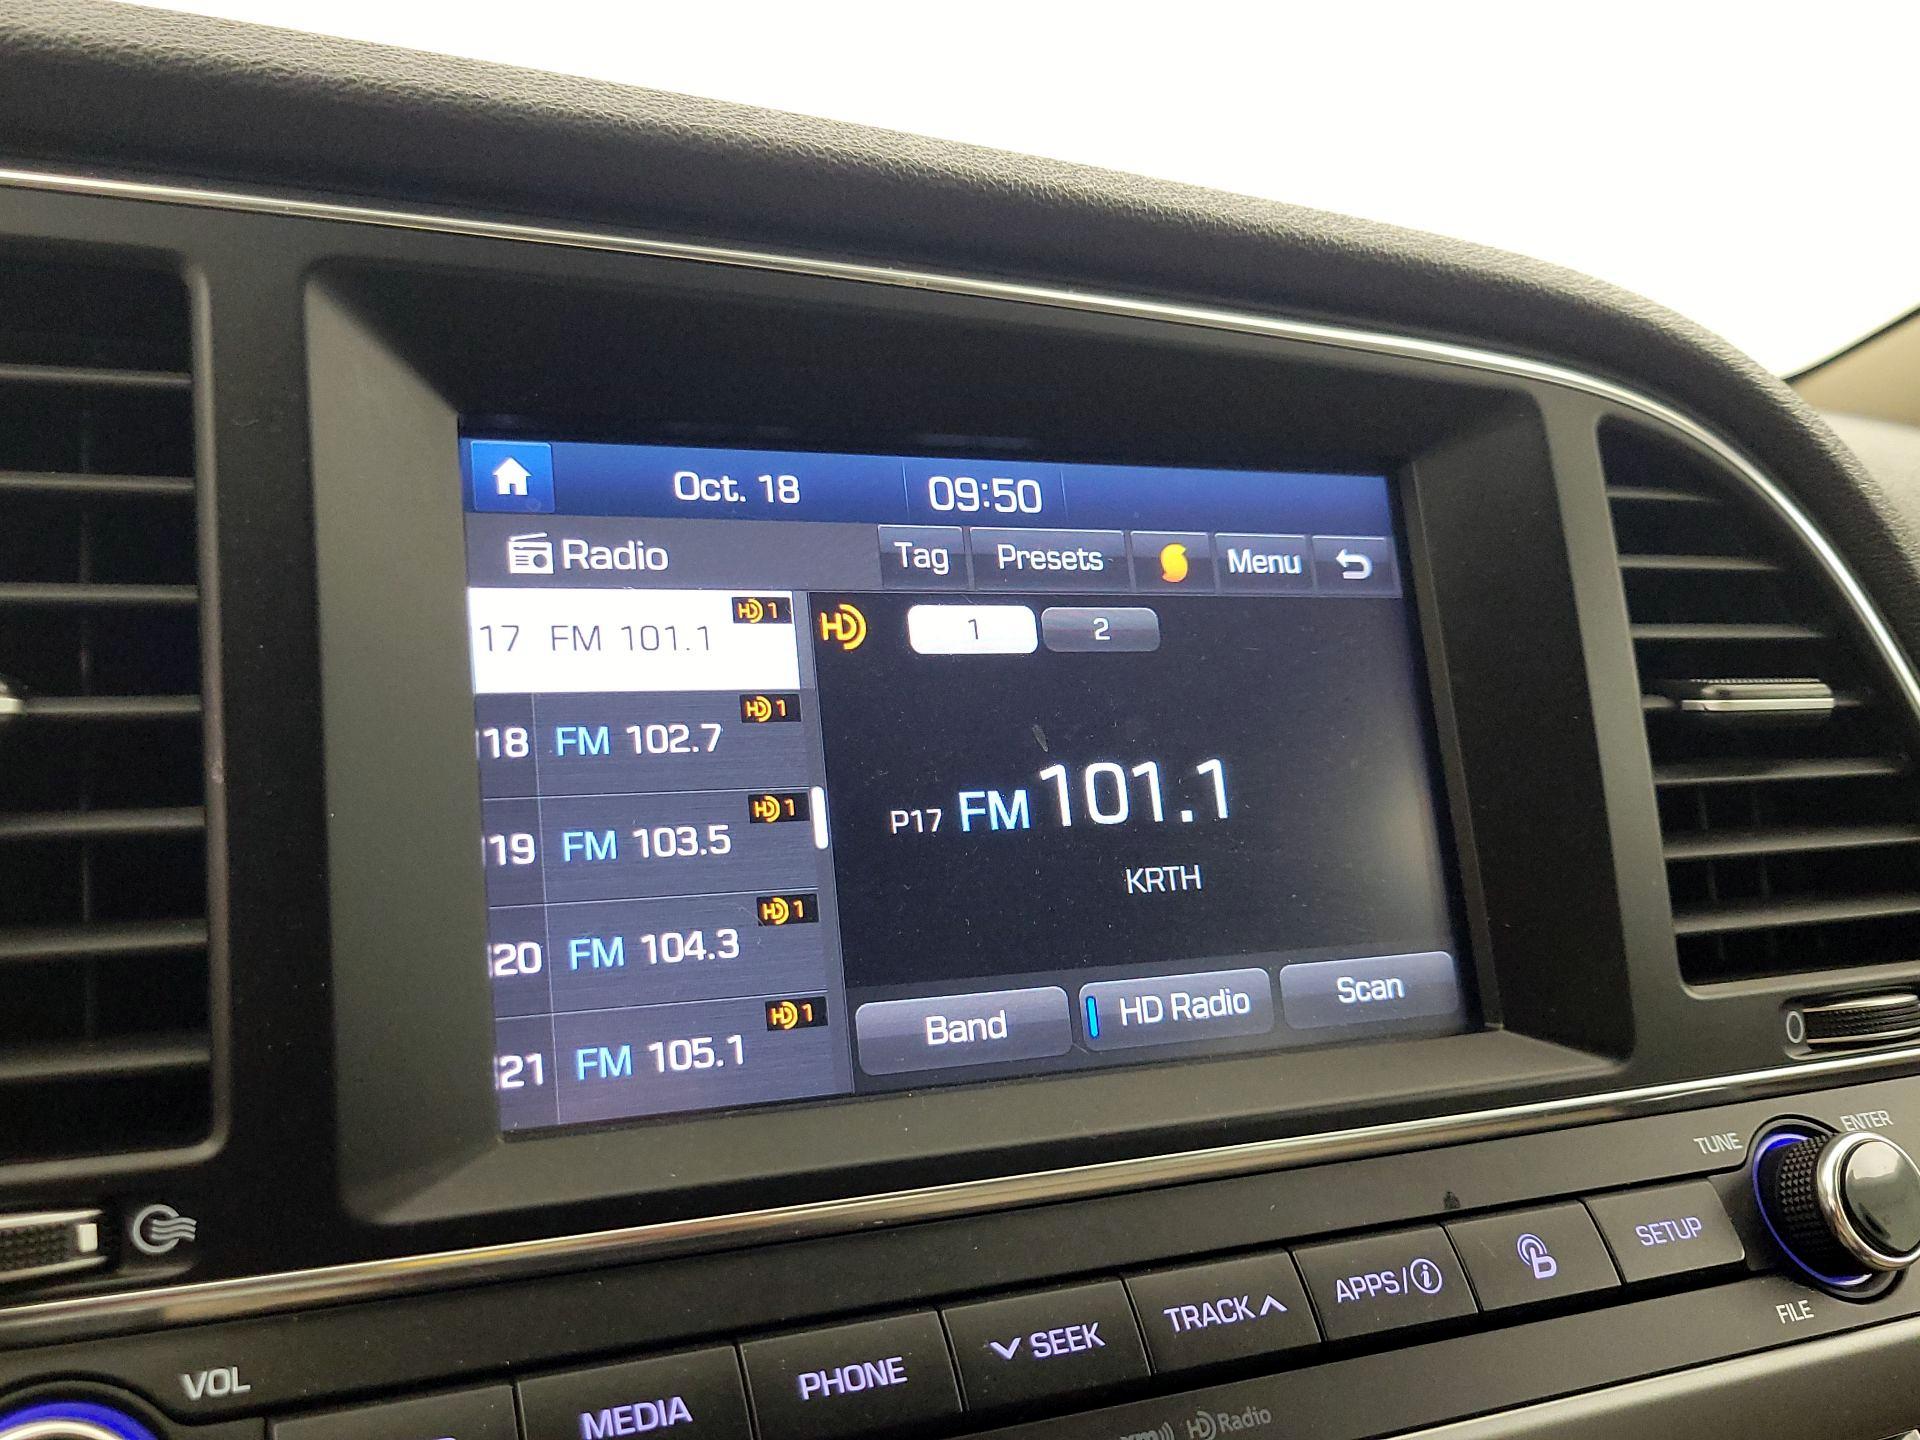 Oct. 18 09:50
Radio Tag Presets Menu
17 FM 101.1 HD 1
HD 1 2
18 FM 102.7 HD 1
19 FM 103.5 HD 1
20 FM 104.3 HD 1
21 FM 105.1 HD 1
P17 FM 101.1
KRTH
Band HD Radio Scan
VOL MEDIA PHONE SEEK TRACK APPS/i B SETUP
TUNE ENTER
FILE
HD Radio
0